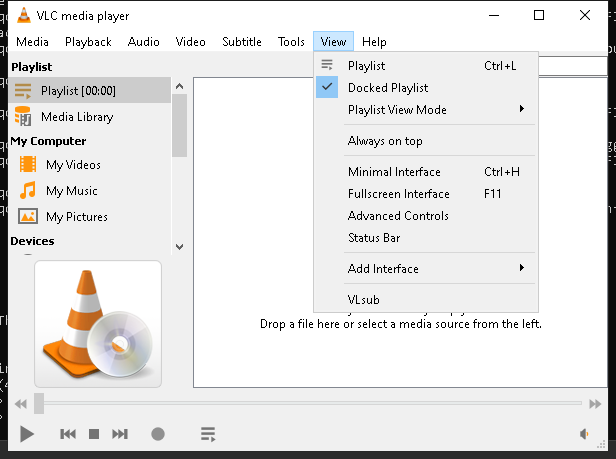 VLC media player
Media Playback Audio Video Subtitle Tools View Help
Playlist
Playlist [00:00]
Media Library
My Computer
My Videos
My Music
My Pictures
Devices
Playlist Ctrl+L
Docked Playlist
Playlist View Mode
Always on top
Minimal Interface Ctrl+H
Fullscreen Interface F11
Advanced Controls
Status Bar
Add Interface
VLsub
Drop a file here or select a media source from the left.